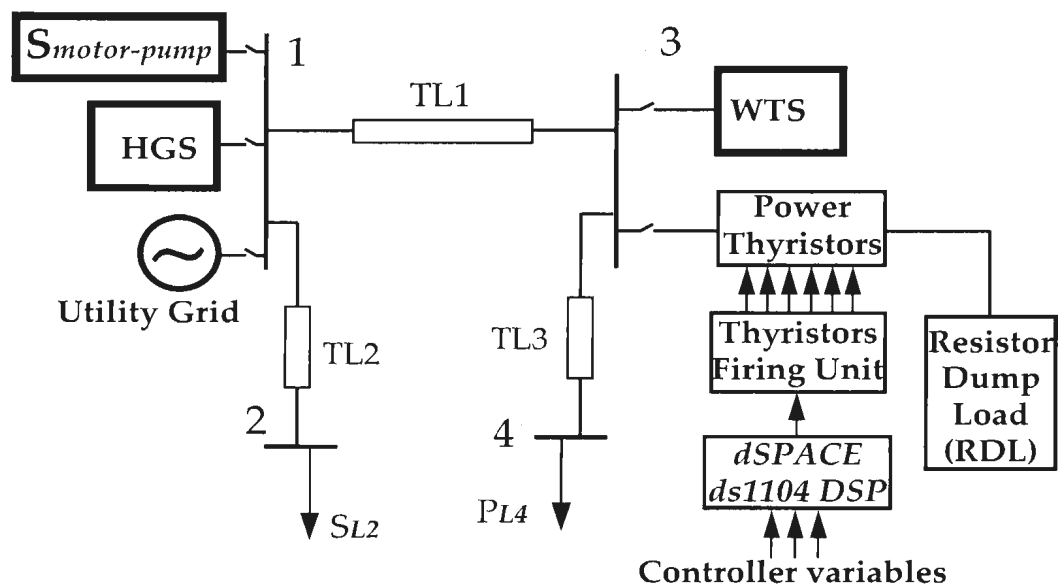 Smotor-pump
1
3
TL1
HGS
WTS
Utility Grid
Power
Thyristors
TL2
TL3
Thyristors
Firing Unit
Resistor
Dump
Load
(RDL)
2
4
dSPACE
ds1104 DSP
SL2
PL4
Controller variables